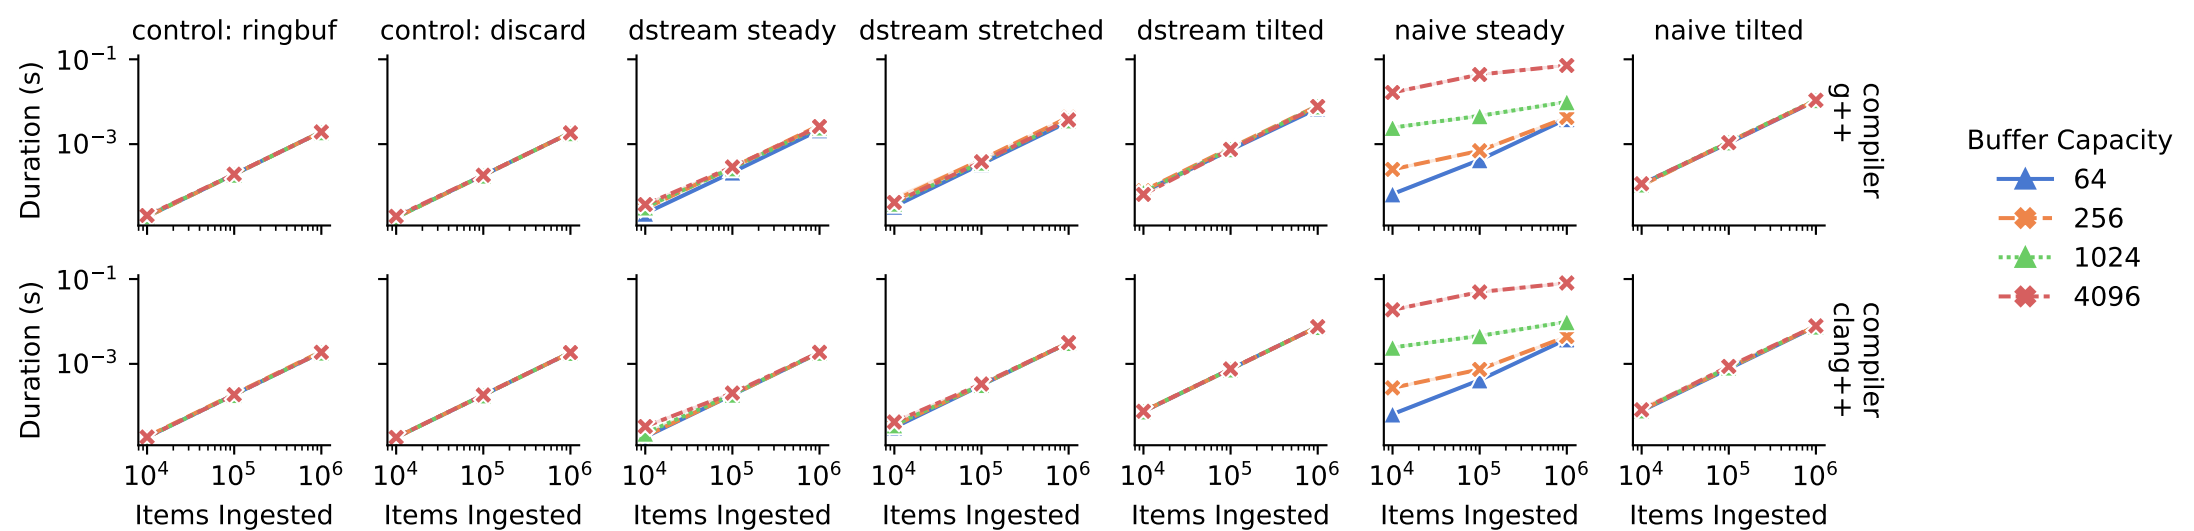 control: ringbuf
control: discard
dstream steady
dstream stretched
dstream tilted
naive steady
naive tilted
Duration (s)
10⁻¹
10⁻³
compiler
g++
Buffer Capacity
64
256
1024
4096
Duration (s)
10⁻¹
10⁻³
compiler
clang++
10⁴ 10⁵ 10⁶
10⁴ 10⁵ 10⁶
10⁴ 10⁵ 10⁶
10⁴ 10⁵ 10⁶
10⁴ 10⁵ 10⁶
10⁴ 10⁵ 10⁶
10⁴ 10⁵ 10⁶
Items Ingested
Items Ingested
Items Ingested
Items Ingested
Items Ingested
Items Ingested
Items Ingested